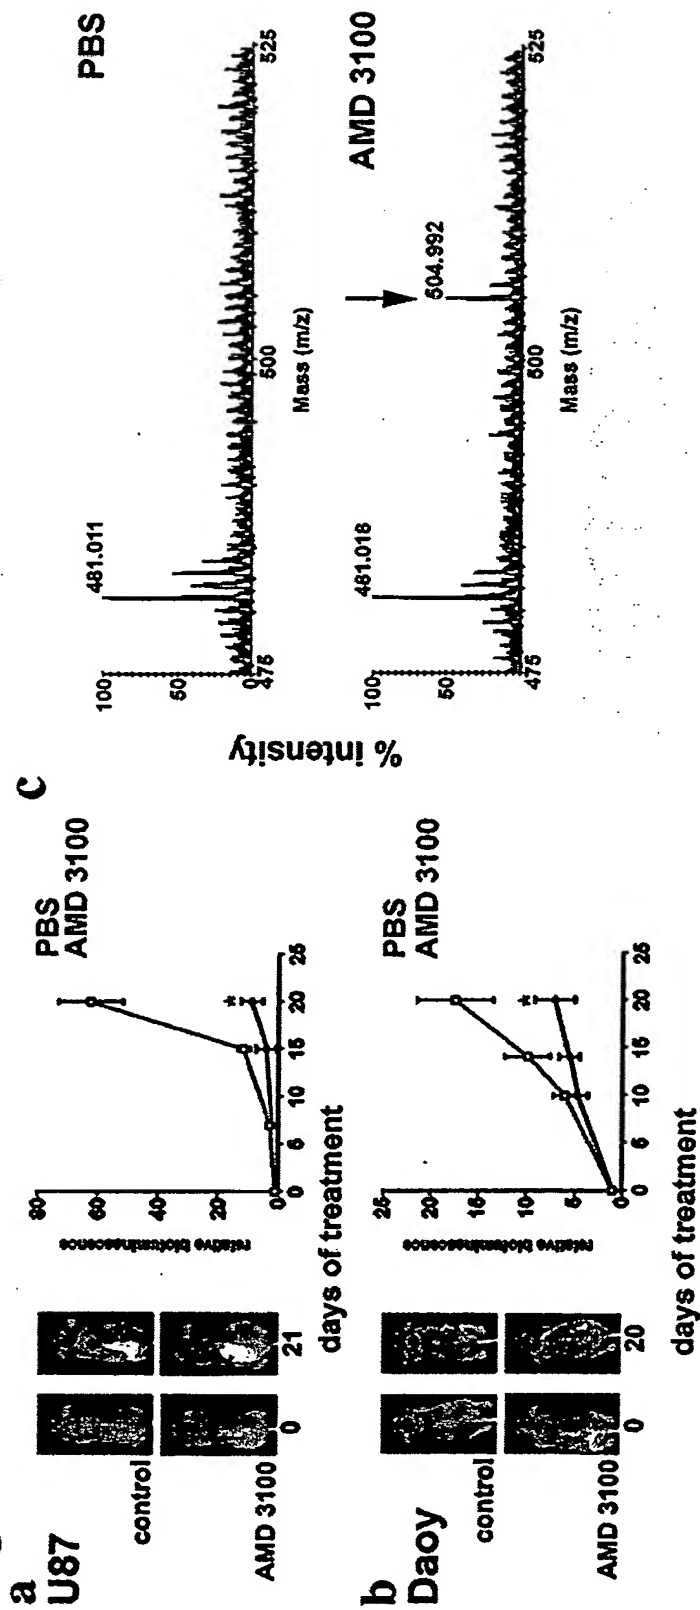 a
U87
control
AMD 3100
0
21
relative bioluminescence
80
60
40
20
0
0
5
10
15
20
25
*
PBS
AMD 3100
days of treatment
b
Daoy
control
AMD 3100
0
20
relative bioluminescence
25
20
15
10
5
0
0
5
10
15
20
25
*
PBS
AMD 3100
days of treatment
c
% intensity
100
50
0
481.011
475
500
525
Mass (m/z)
PBS
100
50
481.018
504.992
475
500
525
Mass (m/z)
AMD 3100